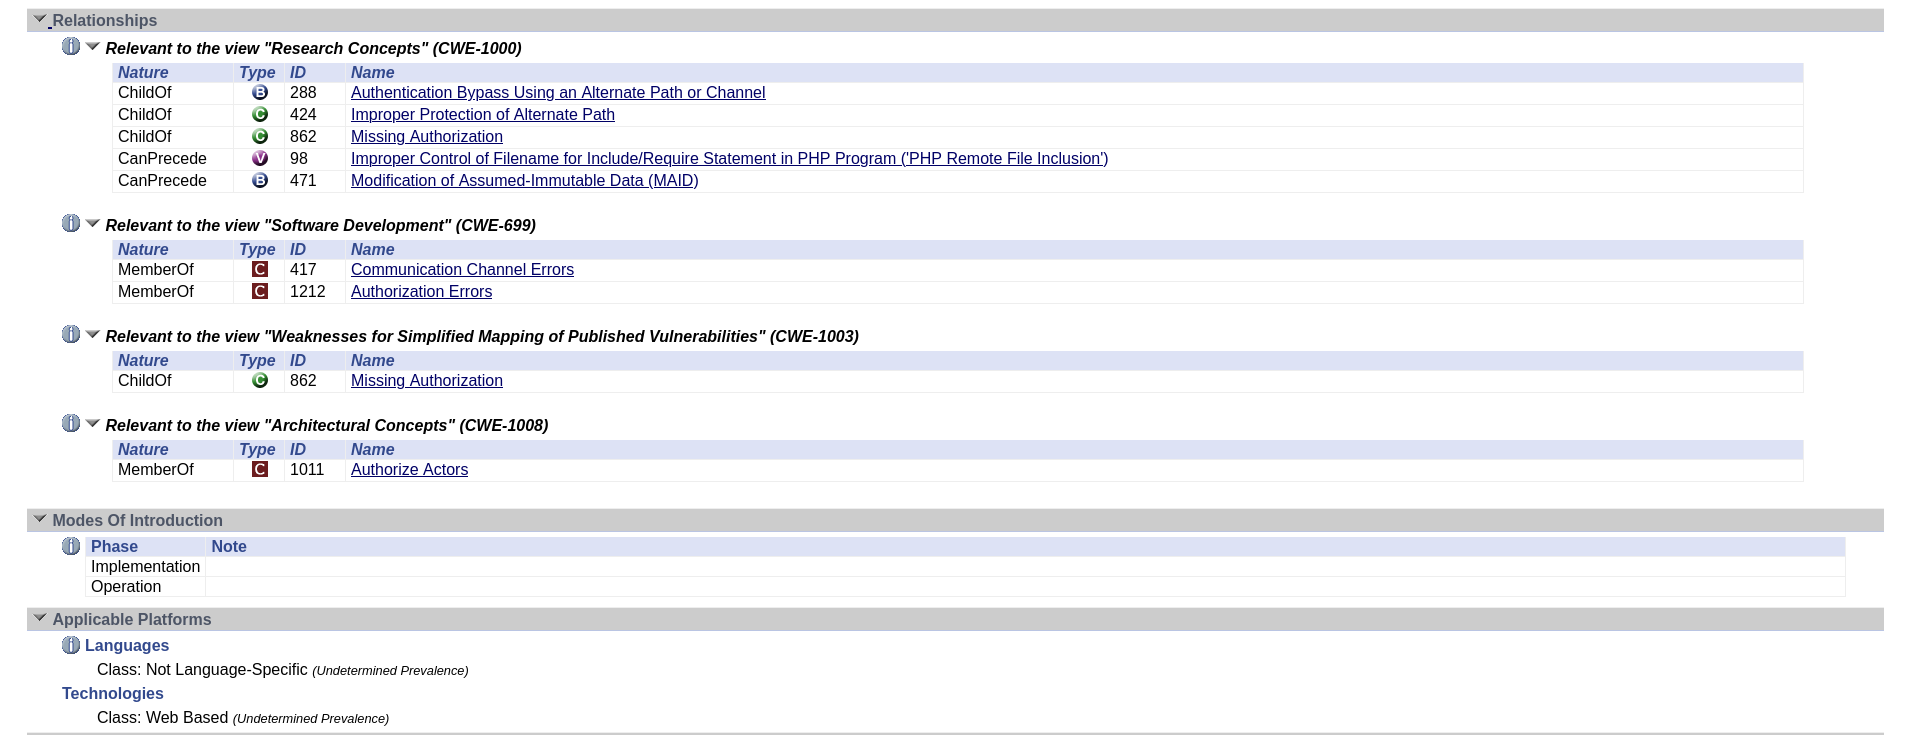 Relationships
Relevant to the view "Research Concepts" (CWE-1000)
Nature Type ID Name
ChildOf B 288 Authentication Bypass Using an Alternate Path or Channel
ChildOf C 424 Improper Protection of Alternate Path
ChildOf C 862 Missing Authorization
CanPrecede V 98 Improper Control of Filename for Include/Require Statement in PHP Program ('PHP Remote File Inclusion')
CanPrecede B 471 Modification of Assumed-Immutable Data (MAID)
Relevant to the view "Software Development" (CWE-699)
Nature Type ID Name
MemberOf C 417 Communication Channel Errors
MemberOf C 1212 Authorization Errors
Relevant to the view "Weaknesses for Simplified Mapping of Published Vulnerabilities" (CWE-1003)
Nature Type ID Name
ChildOf C 862 Missing Authorization
Relevant to the view "Architectural Concepts" (CWE-1008)
Nature Type ID Name
MemberOf C 1011 Authorize Actors
Modes Of Introduction
Phase Note
Implementation
Operation
Applicable Platforms
Languages
Class: Not Language-Specific (Undetermined Prevalence)
Technologies
Class: Web Based (Undetermined Prevalence)